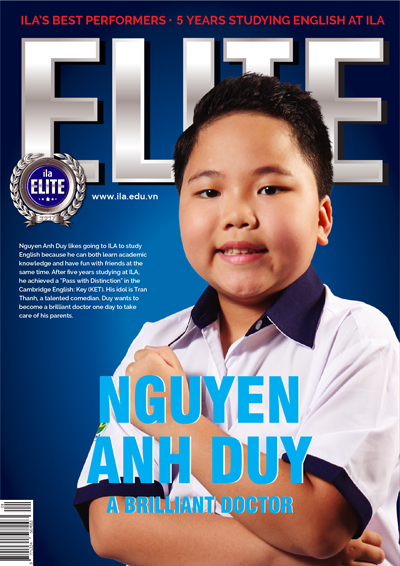 ILA'S BEST PERFORMERS • 5 YEARS STUDYING ENGLISH AT ILA
ELITE
ila
ELITE
www.ila.edu.vn
Nguyen Anh Duy likes going to ILA to study
English because he can both learn academic
knowledge and have fun with friends at the
same time. After five years studying at ILA,
he achieved a "Pass with Distinction" in the
Cambridge English: Key (KET). His idol is Tran
Thanh, a talented comedian. Duy wants to
become a brilliant doctor one day to take
care of his parents.
NGUYEN
ANH DUY
A BRILLIANT DOCTOR